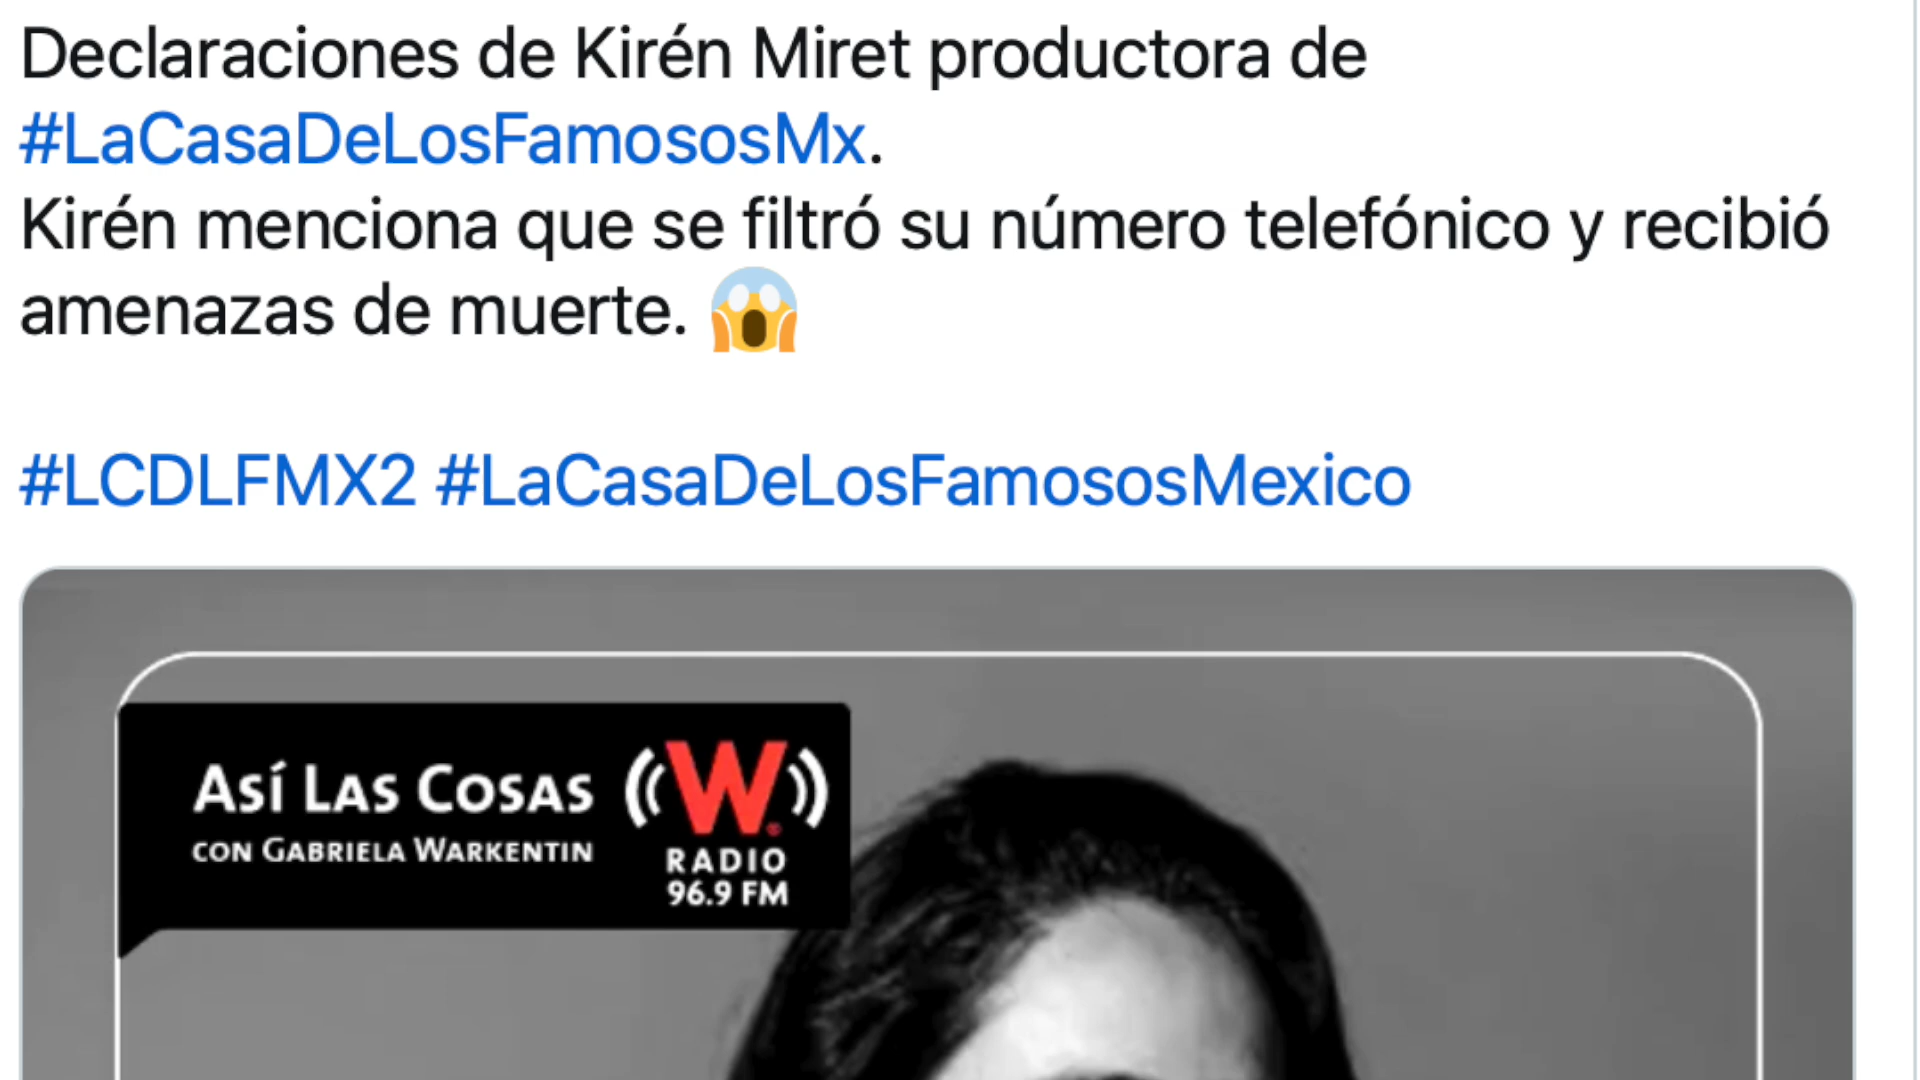 Declaraciones de Kirén Miret productora de
#LaCasaDeLosFamososMx.
Kirén menciona que se filtró su número telefónico y recibió
amenazas de muerte. 😱
#LCDLFMX2 #LaCasaDeLosFamososMexico
ASÍ LAS COSAS
CON GABRIELA WARKENTIN
W
RADIO
96.9 FM